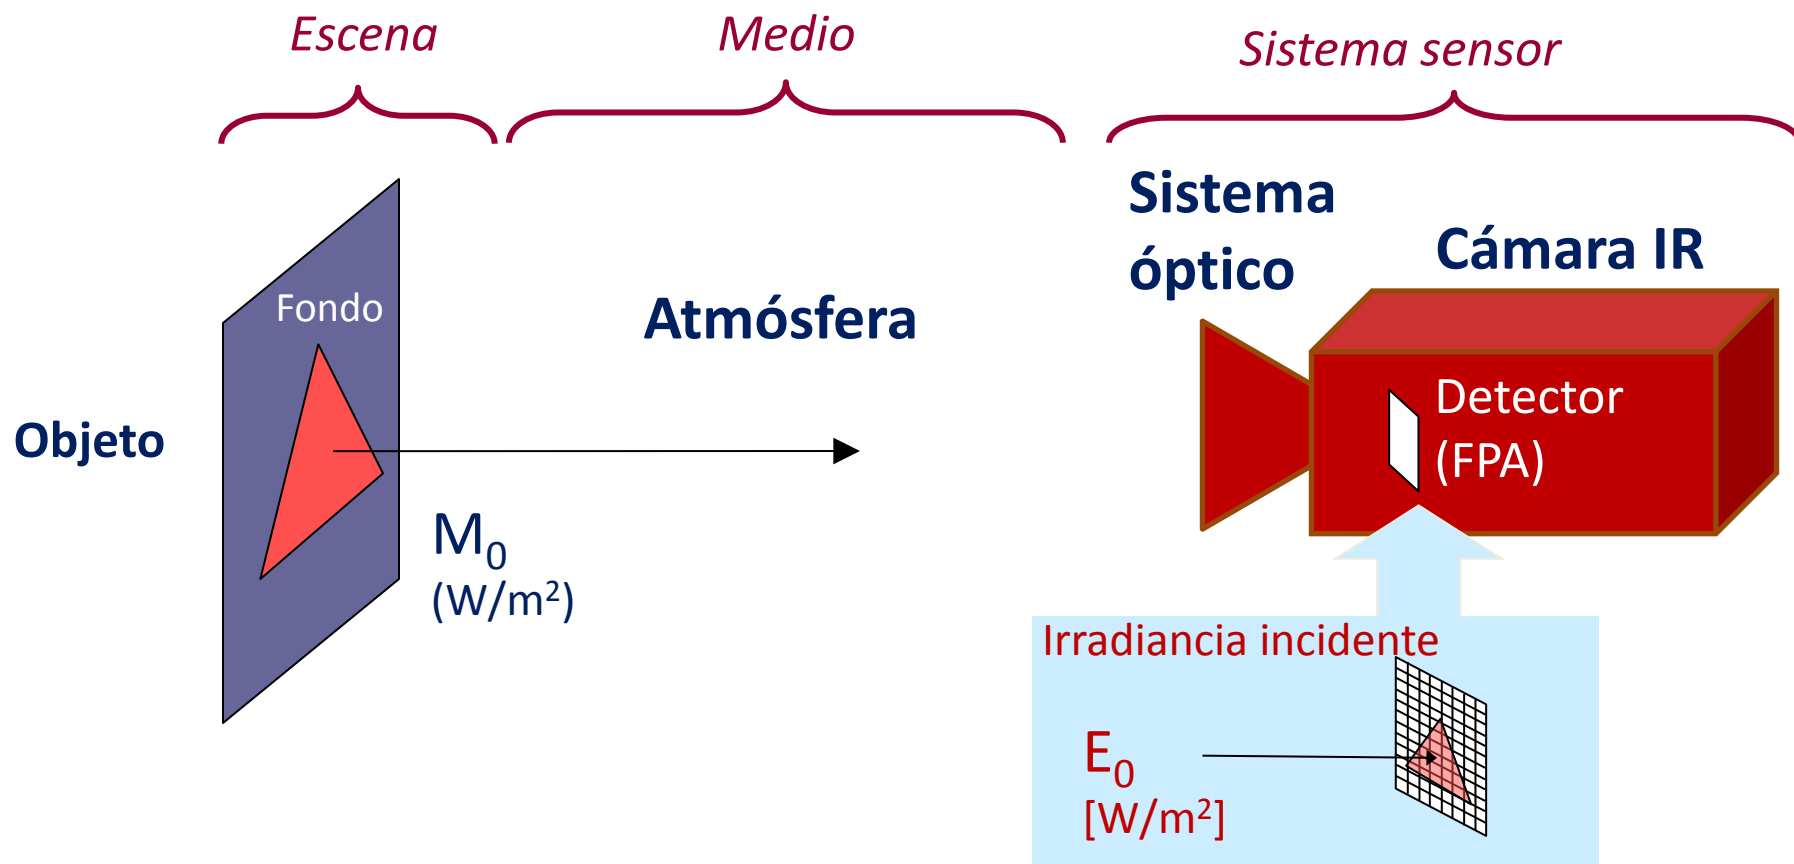 Escena
Medio
Sistema sensor
Sistema
óptico
Cámara IR
Fondo
Atmósfera
Objeto
Detector
(FPA)
M₀
(W/m²)
Irradiancia incidente
E₀
[W/m²]